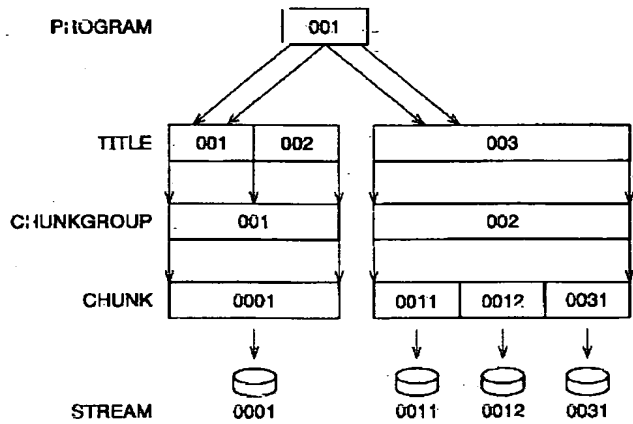 PROGRAM 001
TITLE 001 002 003
CHUNKGROUP 001 002
CHUNK 0001 0011 0012 0031
STREAM 0001 0011 0012 0031